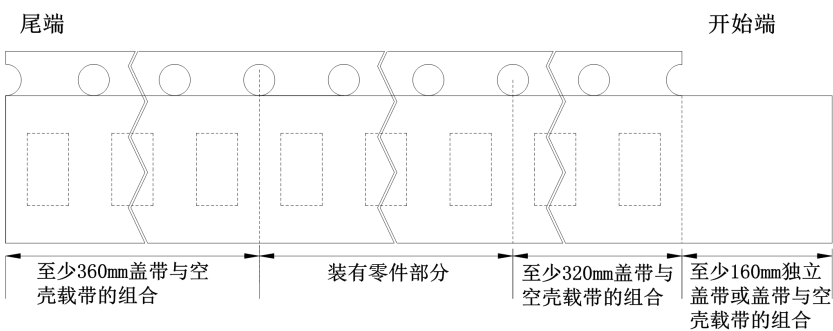 尾端
开始端
至少360mm盖带与空
壳载带的组合
装有零件部分
至少320mm盖带与
空壳载带的组合
至少160mm独立
盖带或盖带与空
壳载带的组合